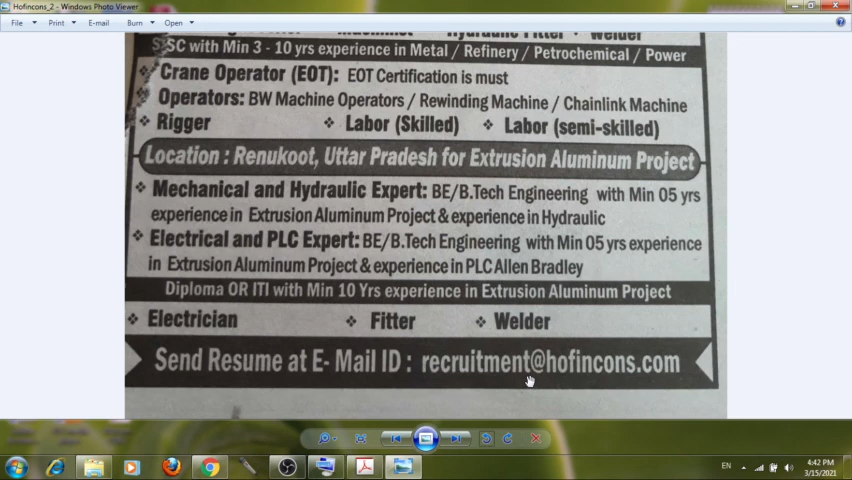 Hofincons_2 - Windows Photo Viewer
File Print E-mail Burn Open
Hydraulic Fitter Welder
SSC with Min 3 - 10 yrs experience in Metal / Refinery / Petrochemical / Power
❖ Crane Operator (EOT): EOT Certification is must
❖ Operators: BW Machine Operators / Rewinding Machine / Chainlink Machine
❖ Rigger ❖ Labor (Skilled) ❖ Labor (semi-skilled)
Location : Renukoot, Uttar Pradesh for Extrusion Aluminum Project
❖ Mechanical and Hydraulic Expert: BE/B.Tech Engineering with Min 05 yrs
experience in Extrusion Aluminum Project & experience in Hydraulic
❖ Electrical and PLC Expert: BE/B.Tech Engineering with Min 05 yrs experience
in Extrusion Aluminum Project & experience in PLC Allen Bradley
Diploma OR ITI with Min 10 Yrs experience in Extrusion Aluminum Project
❖ Electrician ❖ Fitter ❖ Welder
Send Resume at E- Mail ID : recruitment@hofincons.com
EN
4:42 PM
3/15/2021